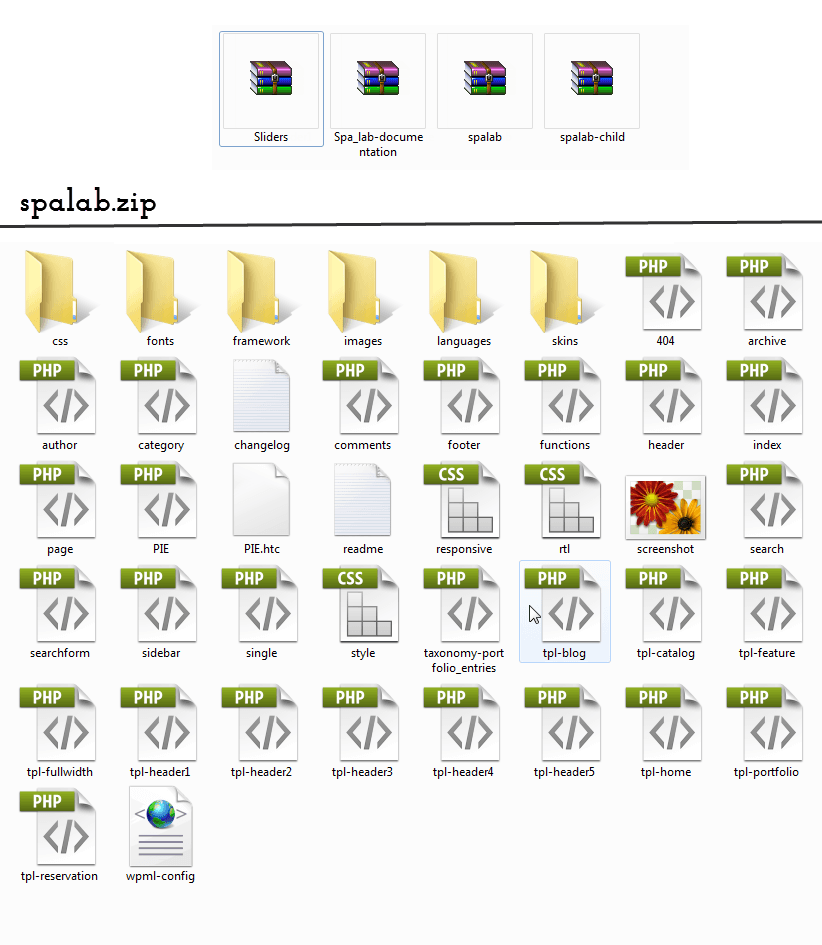 Sliders
Spa_lab-docume
ntation
spalab
spalab-child
spalab.zip
PHP
PHP
css
fonts
framework
images
languages
skins
404
archive
PHP
PHP
PHP
PHP
PHP
PHP
PHP
author
category
changelog
comments
footer
functions
header
index
PHP
PHP
CSS
CSS
PHP
page
PIE
PIE.htc
readme
responsive
rtl
screenshot
search
PHP
PHP
PHP
CSS
PHP
PHP
PHP
PHP
searchform
sidebar
single
style
taxonomy-port
folio_entries
tpl-blog
tpl-catalog
tpl-feature
PHP
PHP
PHP
PHP
PHP
PHP
PHP
PHP
tpl-fullwidth
tpl-header1
tpl-header2
tpl-header3
tpl-header4
tpl-header5
tpl-home
tpl-portfolio
PHP
tpl-reservation
wpml-config